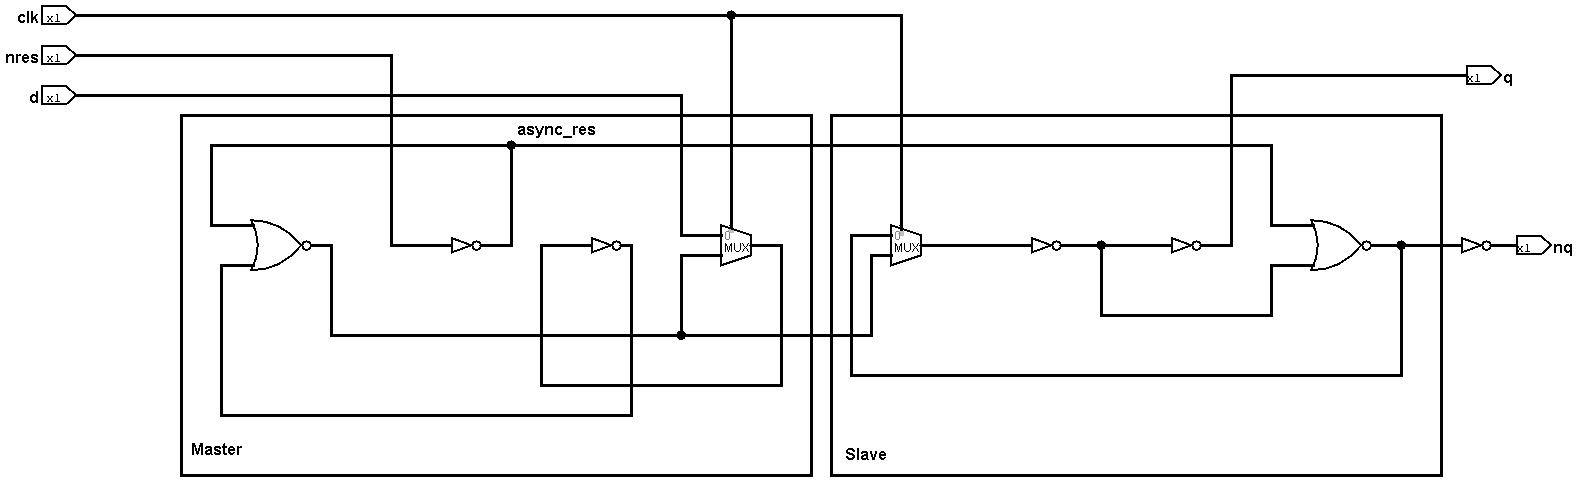 clk x1
nres x1
d x1
async_res
x1 q
MUX
MUX
x1 nq
Master
Slave